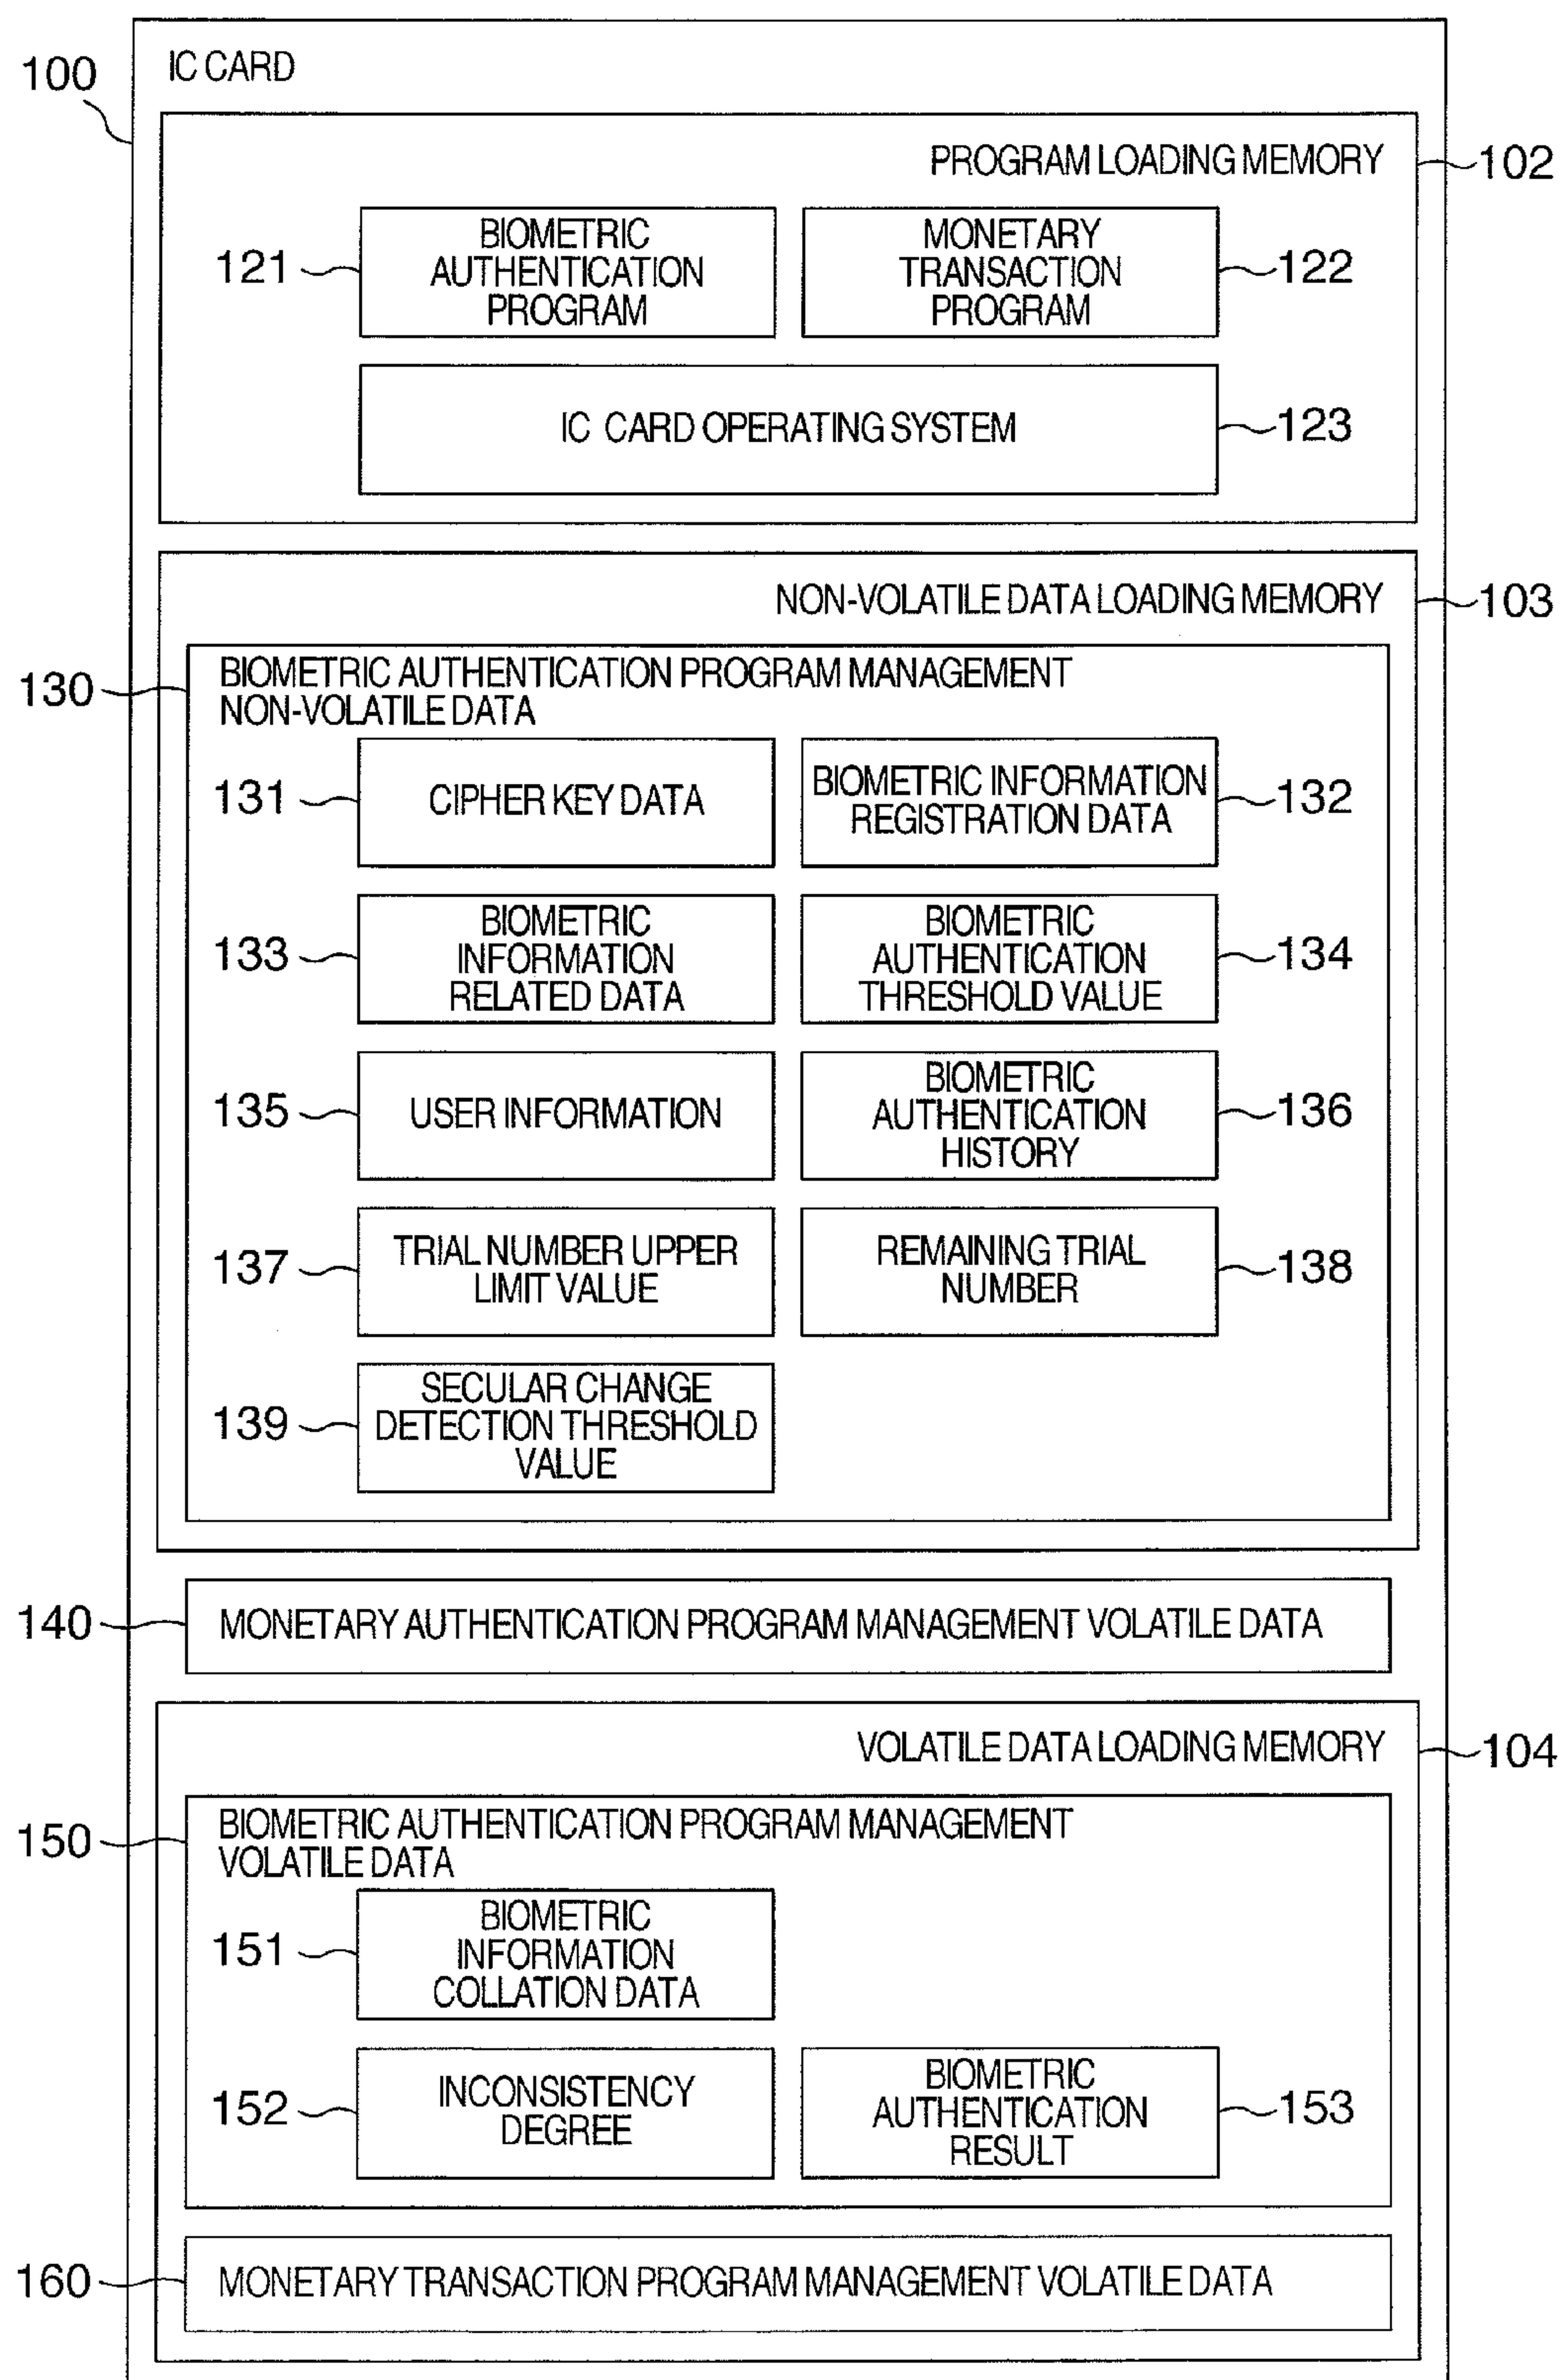 100
IC CARD
PROGRAM LOADING MEMORY
102
121
BIOMETRIC
AUTHENTICATION
PROGRAM
MONETARY
TRANSACTION
PROGRAM
122
IC CARD OPERATING SYSTEM
123
NON-VOLATILE DATA LOADING MEMORY
103
130
BIOMETRIC AUTHENTICATION PROGRAM MANAGEMENT
NON-VOLATILE DATA
131
CIPHER KEY DATA
BIOMETRIC INFORMATION
REGISTRATION DATA
132
133
BIOMETRIC
INFORMATION
RELATED DATA
BIOMETRIC
AUTHENTICATION
THRESHOLD VALUE
134
135
USER INFORMATION
BIOMETRIC
AUTHENTICATION
HISTORY
136
137
TRIAL NUMBER UPPER
LIMIT VALUE
REMAINING TRIAL
NUMBER
138
139
SECULAR CHANGE
DETECTION THRESHOLD
VALUE
140
MONETARY AUTHENTICATION PROGRAM MANAGEMENT VOLATILE DATA
VOLATILE DATA LOADING MEMORY
104
150
BIOMETRIC AUTHENTICATION PROGRAM MANAGEMENT
VOLATILE DATA
151
BIOMETRIC
INFORMATION
COLLATION DATA
152
INCONSISTENCY
DEGREE
BIOMETRIC
AUTHENTICATION
RESULT
153
160
MONETARY TRANSACTION PROGRAM MANAGEMENT VOLATILE DATA